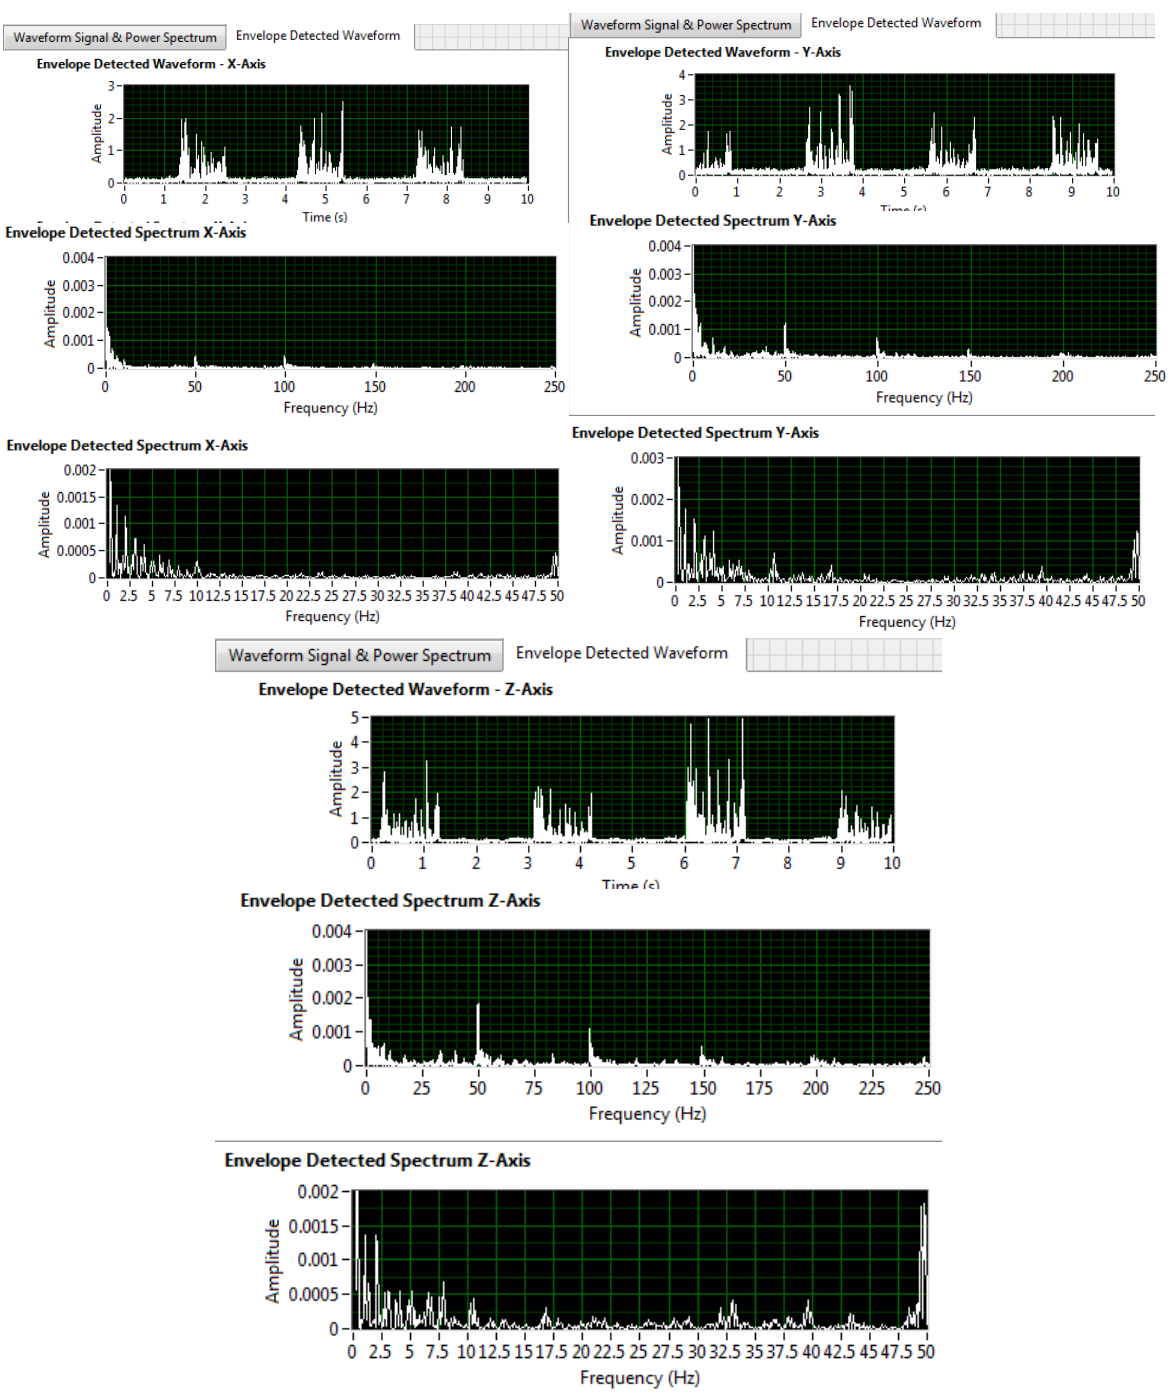 Waveform Signal & Power Spectrum
Envelope Detected Waveform
Envelope Detected Waveform - X-Axis
3
2
1
0
Amplitude
0 1 2 3 4 5 6 7 8 9 10
Time (s)
Envelope Detected Spectrum X-Axis
0.004
0.003
0.002
0.001
0
Amplitude
0 50 100 150 200 250
Frequency (Hz)
Envelope Detected Spectrum X-Axis
0.002
0.0015
0.001
0.0005
0
Amplitude
0 2.5 5 7.5 10 12.5 15 17.5 20 22.5 25 27.5 30 32.5 35 37.5 40 42.5 45 47.5 50
Frequency (Hz)
Waveform Signal & Power Spectrum
Envelope Detected Waveform
Envelope Detected Waveform - Y-Axis
4
3
2
1
0
Amplitude
0 1 2 3 4 5 6 7 8 9 10
Time (s)
Envelope Detected Spectrum Y-Axis
0.004
0.003
0.002
0.001
0
Amplitude
0 50 100 150 200 250
Frequency (Hz)
Envelope Detected Spectrum Y-Axis
0.003
0.002
0.001
0
Amplitude
0 2.5 5 7.5 10 12.5 15 17.5 20 22.5 25 27.5 30 32.5 35 37.5 40 42.5 45 47.5 50
Frequency (Hz)
Waveform Signal & Power Spectrum
Envelope Detected Waveform
Envelope Detected Waveform - Z-Axis
5
4
3
2
1
0
Amplitude
0 1 2 3 4 5 6 7 8 9 10
Time (s)
Envelope Detected Spectrum Z-Axis
0.004
0.003
0.002
0.001
0
Amplitude
0 25 50 75 100 125 150 175 200 225 250
Frequency (Hz)
Envelope Detected Spectrum Z-Axis
0.002
0.0015
0.001
0.0005
0
Amplitude
0 2.5 5 7.5 10 12.5 15 17.5 20 22.5 25 27.5 30 32.5 35 37.5 40 42.5 45 47.5 50
Frequency (Hz)